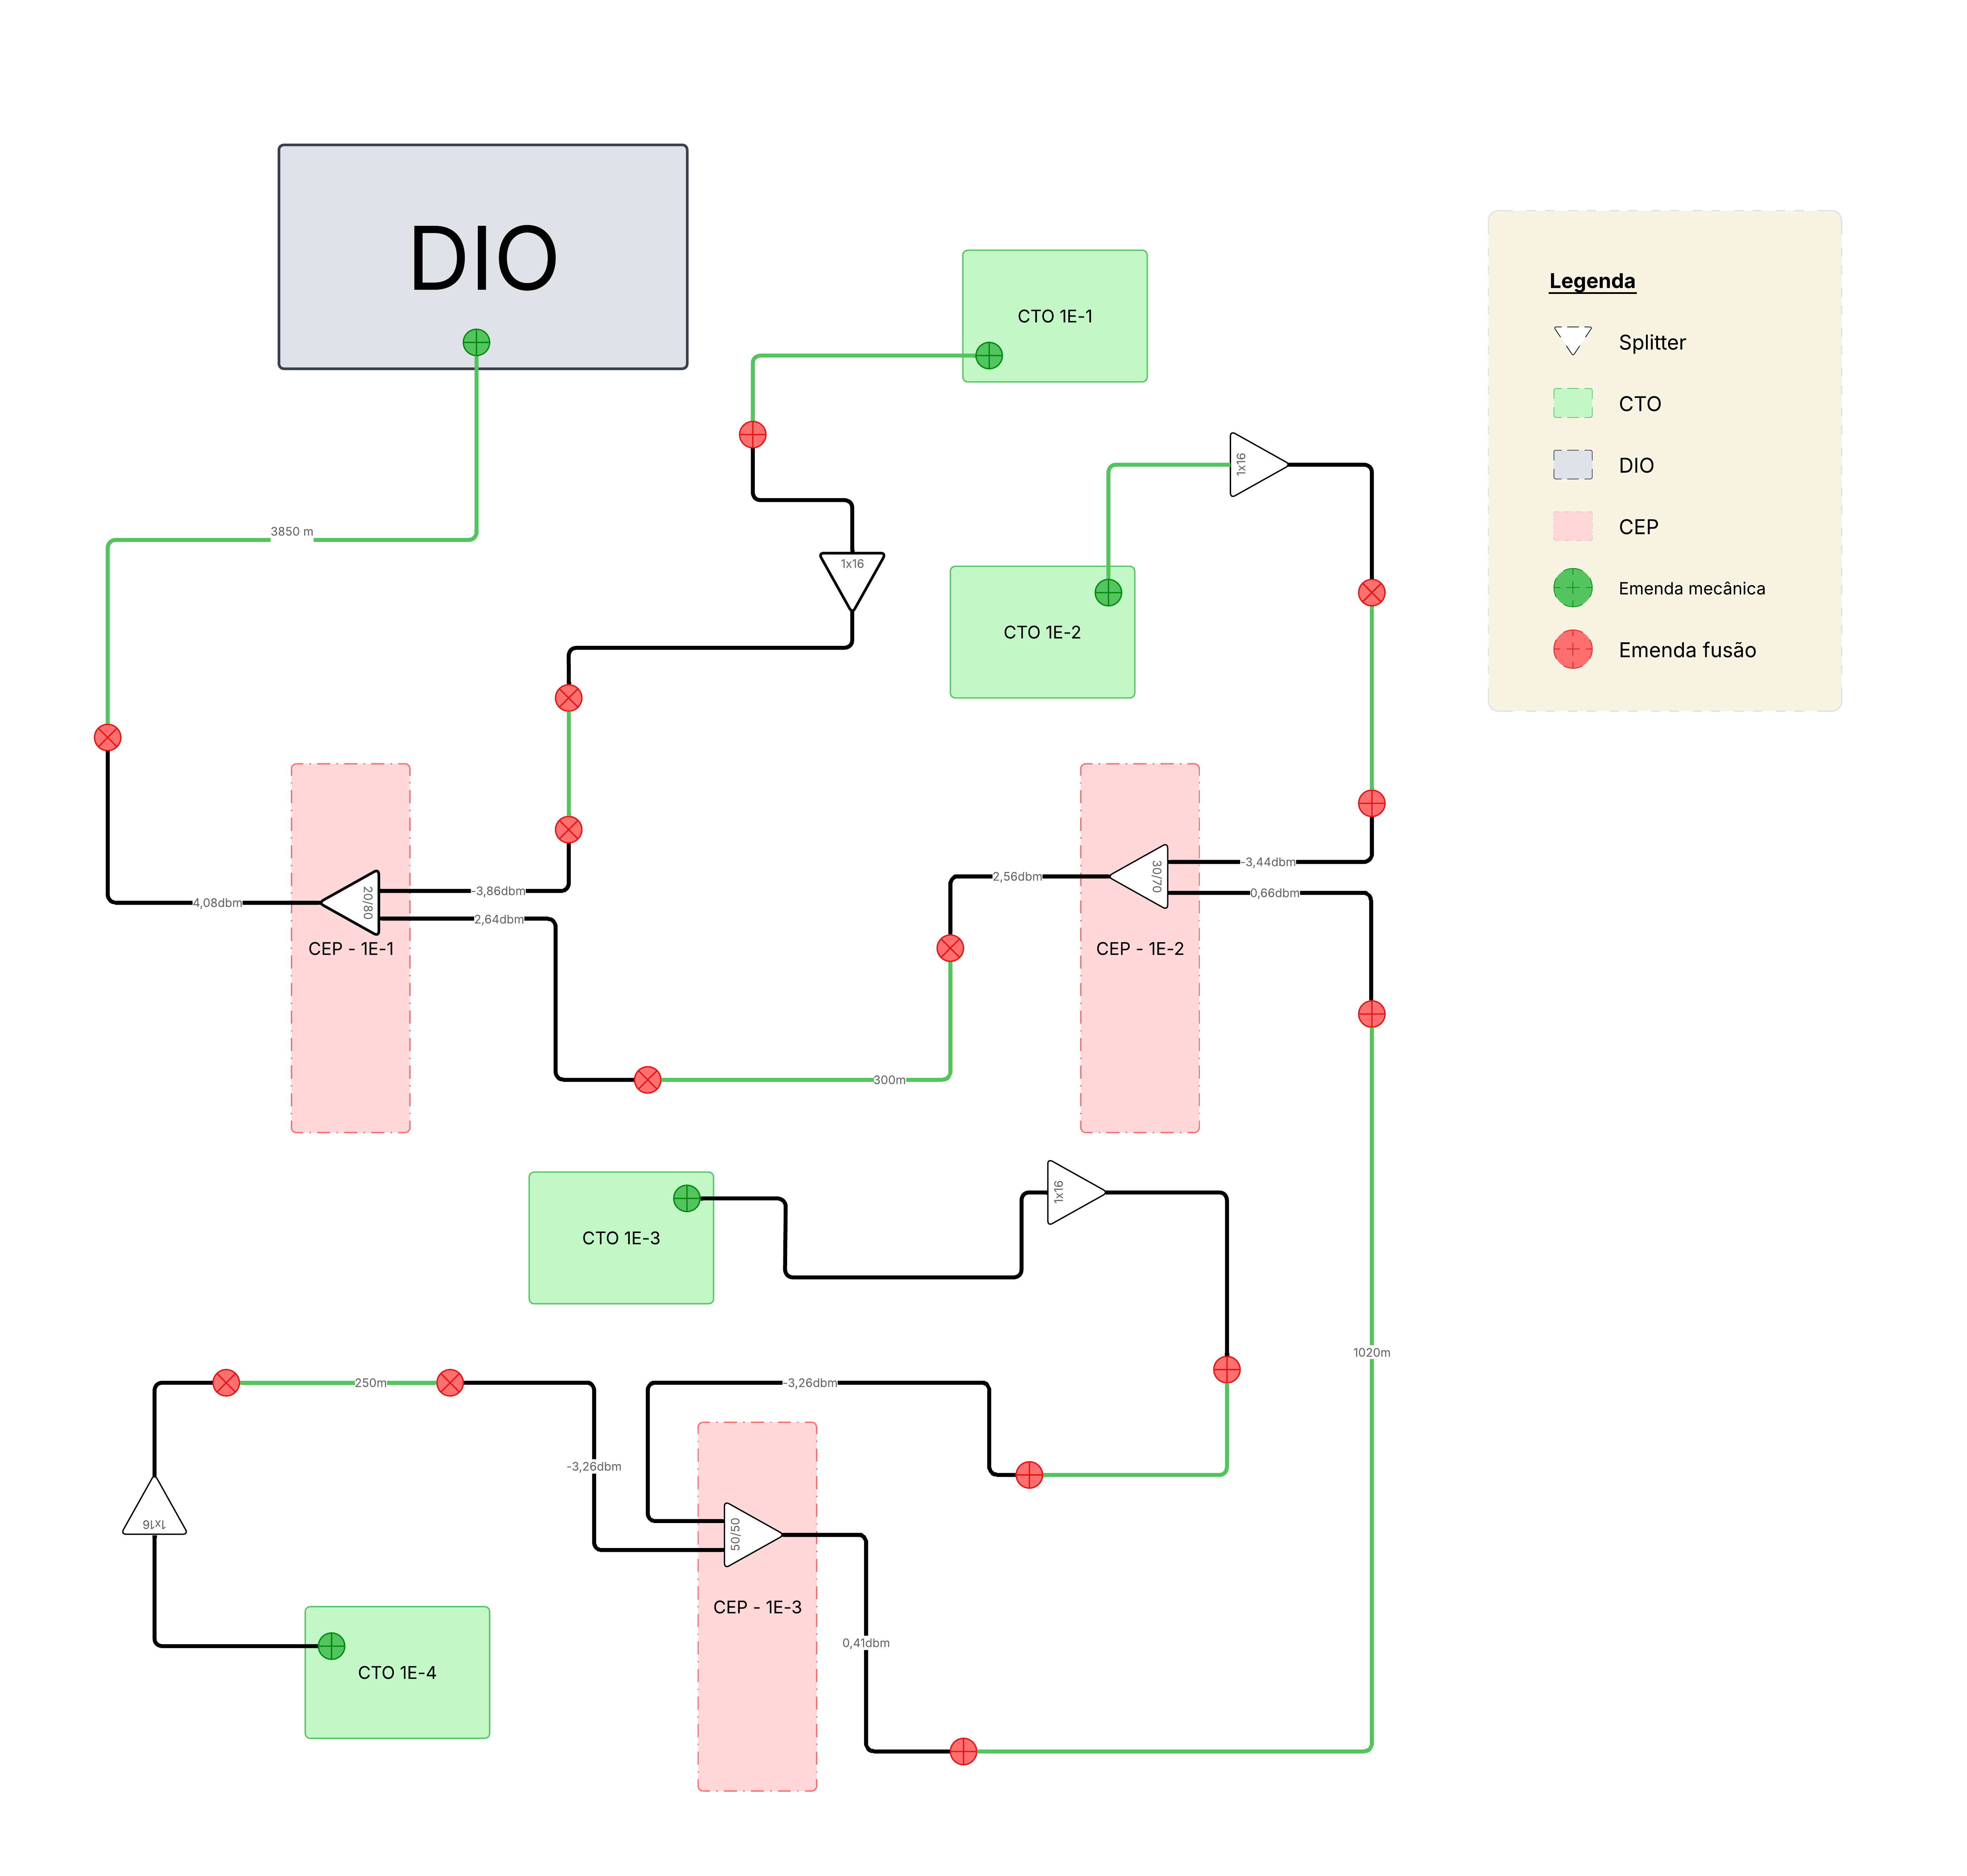 DIO
3850 m
CTO 1E-1
1x16
1x16
CTO 1E-2
Legenda
Splitter
CTO
DIO
CEP
Emenda mecânica
Emenda fusão
4,08dbm
20/80
-3,86dbm
2,64dbm
CEP - 1E-1
2,56dbm
30/70
-3,44dbm
0,66dbm
CEP - 1E-2
300m
CTO 1E-3
1x16
1020m
250m
-3,26dbm
-3,26dbm
1x16
50/50
CEP - 1E-3
0,41dbm
CTO 1E-4